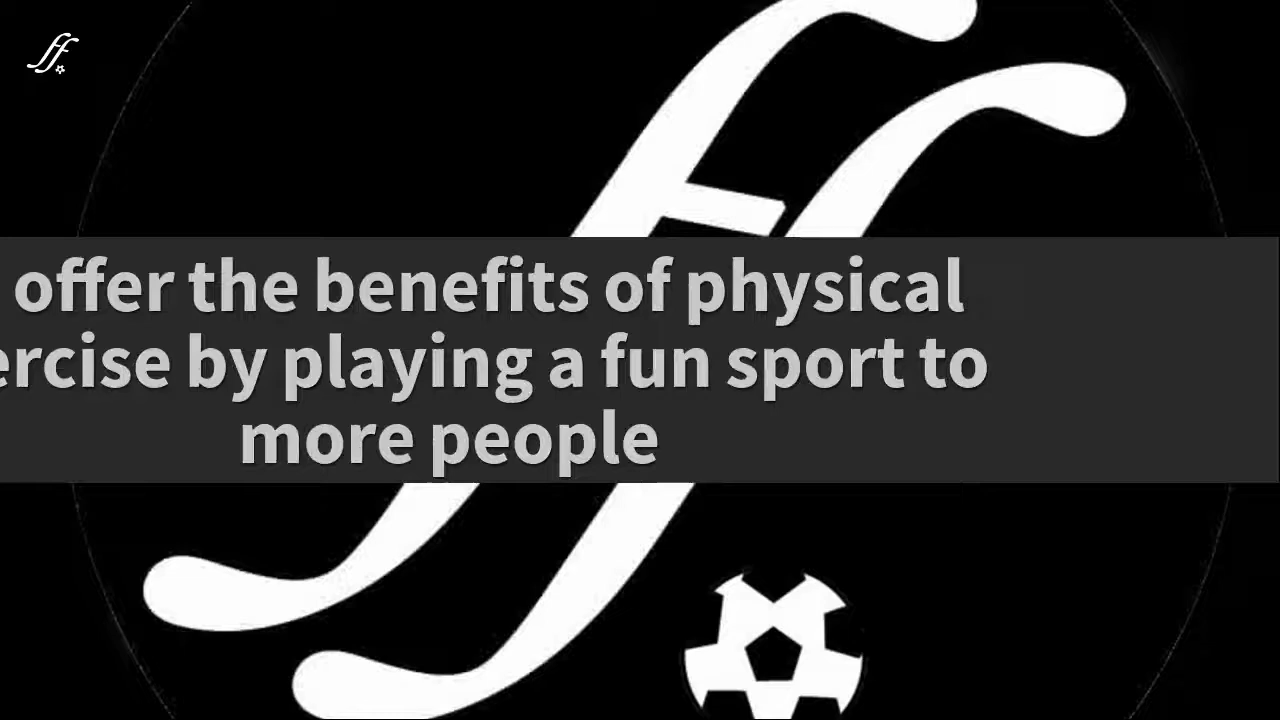 offer the benefits of physical
ercise by playing a fun sport to
more people